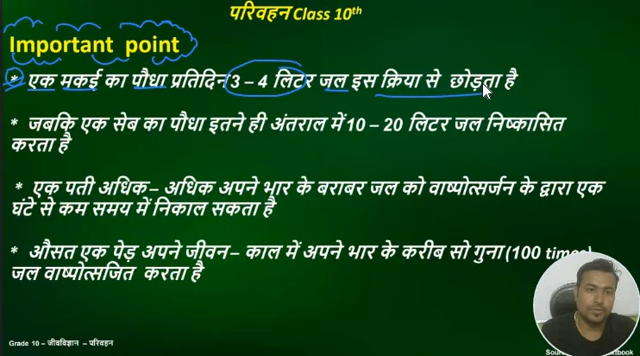 परिवहन Class 10th
Important point
* एक मकई का पौधा प्रतिदिन 3 – 4 लिटर जल इस क्रिया से छोड़ता है
* जबकि एक सेब का पौधा इतने ही अंतराल में 10 – 20 लिटर जल निष्कासित
करता है
* एक पती अधिक – अधिक अपने भार के बराबर जल को वाष्पोत्सर्जन के द्वारा एक
घंटे से कम समय में निकाल सकता है
* औसत एक पेड़ अपने जीवन – काल में अपने भार के करीब सो गुना (100 times)
जल वाष्पोत्सजित करता है
Grade 10 – जीवविज्ञान – परिवहन